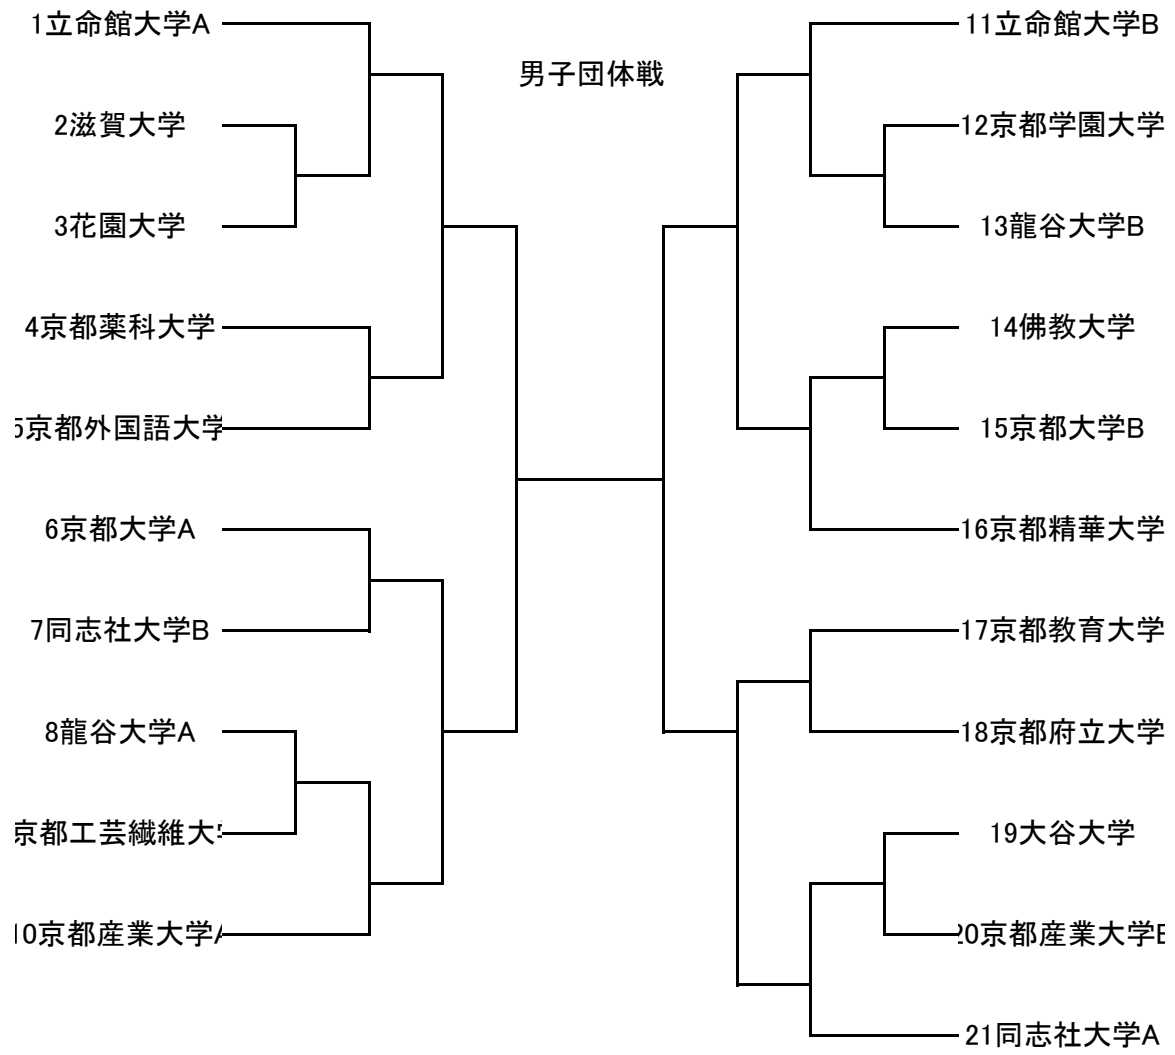 男子団体戦
1立命館大学A
2滋賀大学
3花園大学
4京都薬科大学
5京都外国語大学
6京都大学A
7同志社大学B
8龍谷大学A
京都工芸繊維大学
10京都産業大学A
11立命館大学B
12京都学園大学
13龍谷大学B
14佛教大学
15京都大学B
16京都精華大学
17京都教育大学
18京都府立大学
19大谷大学
20京都産業大学B
21同志社大学A